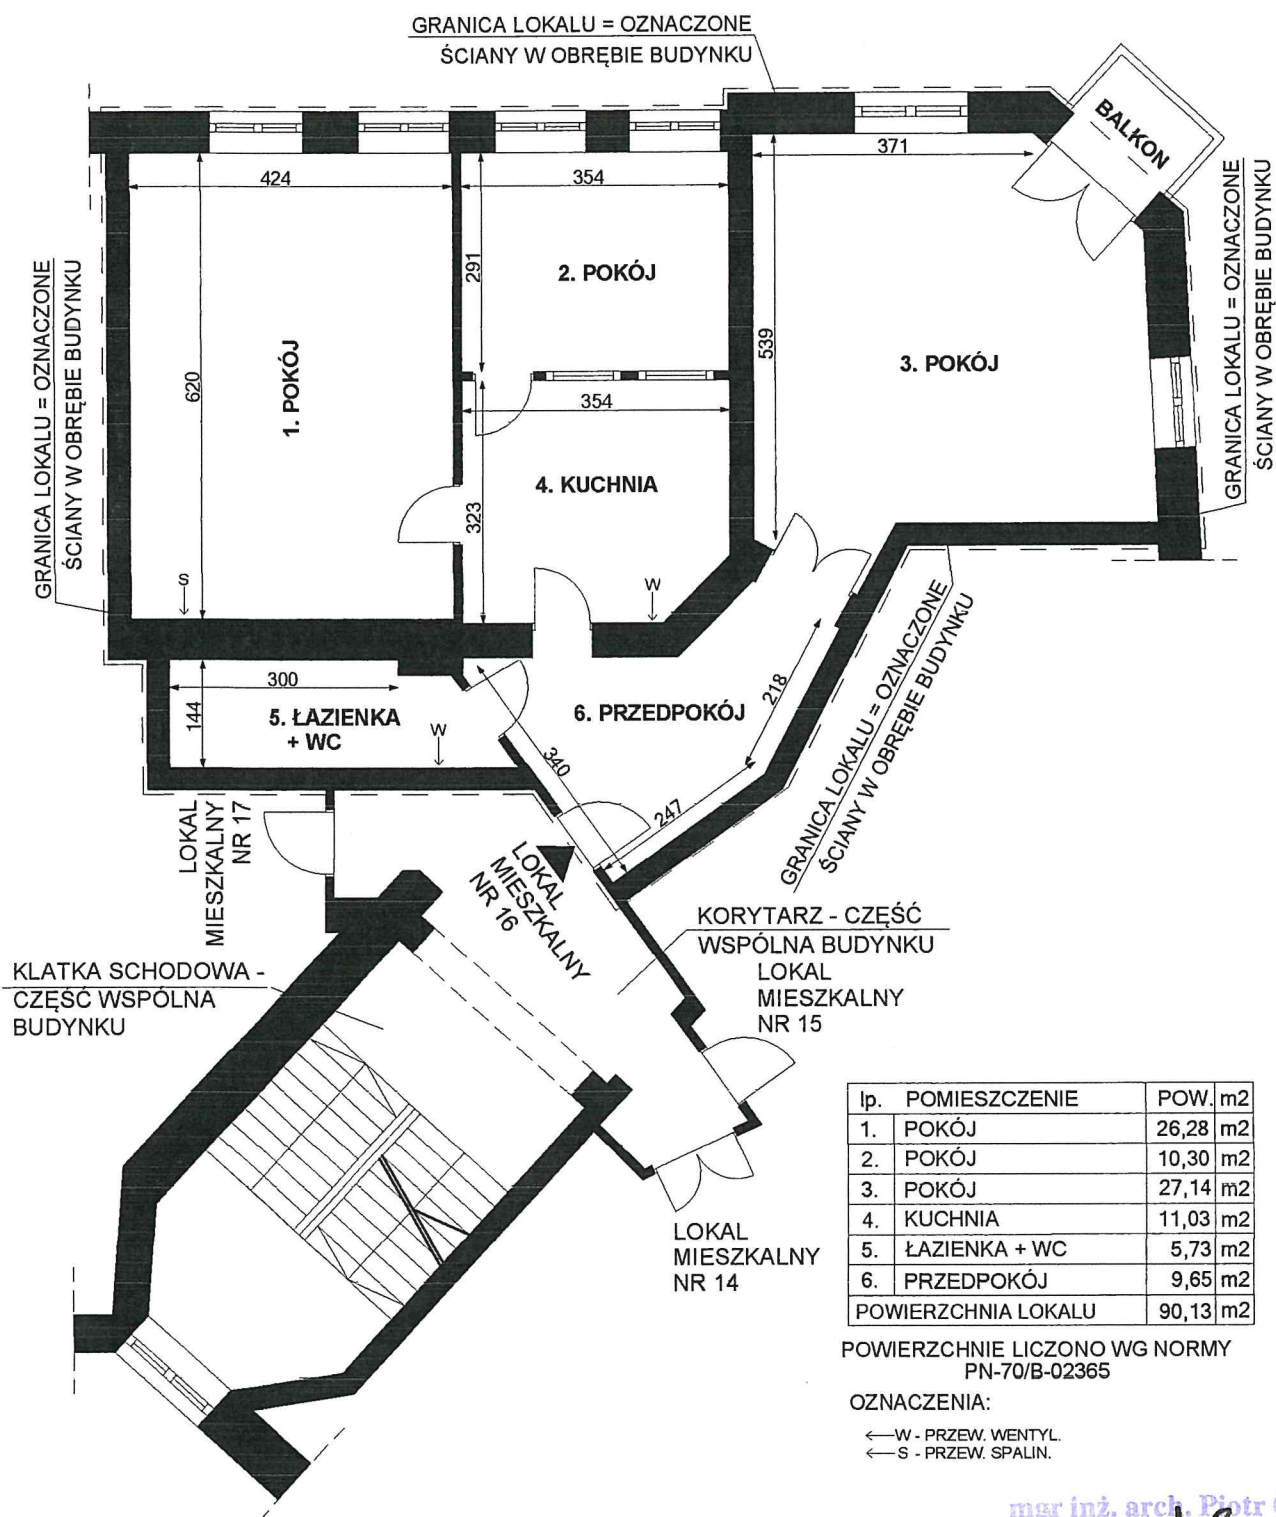 GRANICA LOKALU = OZNACZONE
ŚCIANY W OBRĘBIE BUDYNKU
BALKON
371
424
354
GRANICA LOKALU = OZNACZONE
ŚCIANY W OBRĘBIE BUDYNKU
GRANICA LOKALU = OZNACZONE
ŚCIANY W OBRĘBIE BUDYNKU
291
2. POKÓJ
539
3. POKÓJ
620
1. POKÓJ
354
4. KUCHNIA
323
S
W
GRANICA LOKALU = OZNACZONE
ŚCIANY W OBRĘBIE BUDYNKU
300
144
5. ŁAZIENKA
+ WC
W
6. PRZEDPOKÓJ
218
340
247
LOKAL
MIESZKALNY
NR 17
LOKAL
MIESZKALNY
NR 16
KORYTARZ - CZĘŚĆ
WSPÓLNA BUDYNKU
LOKAL
MIESZKALNY
NR 15
KLATKA SCHODOWA -
CZĘŚĆ WSPÓLNA
BUDYNKU
LOKAL
MIESZKALNY
NR 14
lp. POMIESZCZENIE POW. m2
1. POKÓJ 26,28 m2
2. POKÓJ 10,30 m2
3. POKÓJ 27,14 m2
4. KUCHNIA 11,03 m2
5. ŁAZIENKA + WC 5,73 m2
6. PRZEDPOKÓJ 9,65 m2
POWIERZCHNIA LOKALU 90,13 m2
POWIERZCHNIE LICZONO WG NORMY
PN-70/B-02365
OZNACZENIA:
W - PRZEW. WENTYL.
S - PRZEW. SPALIN.
mgr inż. arch. Piotr